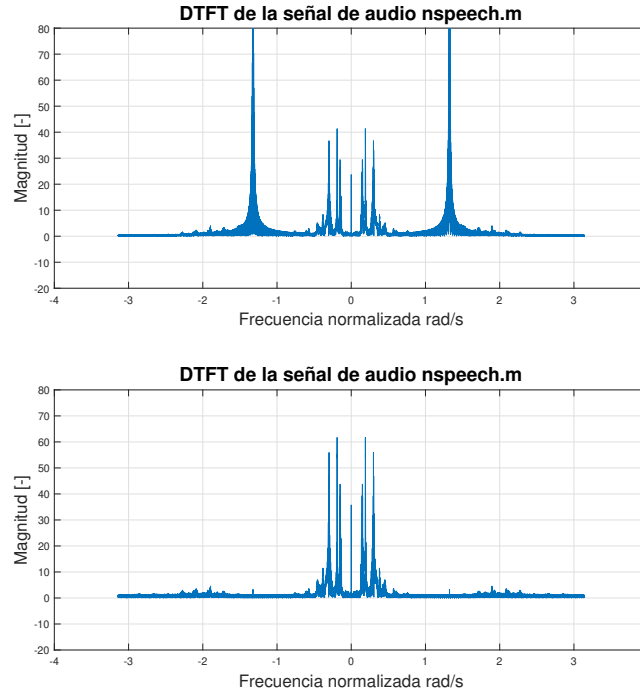 DTFT de la señal de audio nspeech.m
80
70
60
50
40
30
20
10
0
-10
-20
Magnitud [-]
-4 -3 -2 -1 0 1 2 3
Frecuencia normalizada rad/s
DTFT de la señal de audio nspeech.m
80
70
60
50
40
30
20
10
0
-10
-20
Magnitud [-]
-4 -3 -2 -1 0 1 2 3
Frecuencia normalizada rad/s